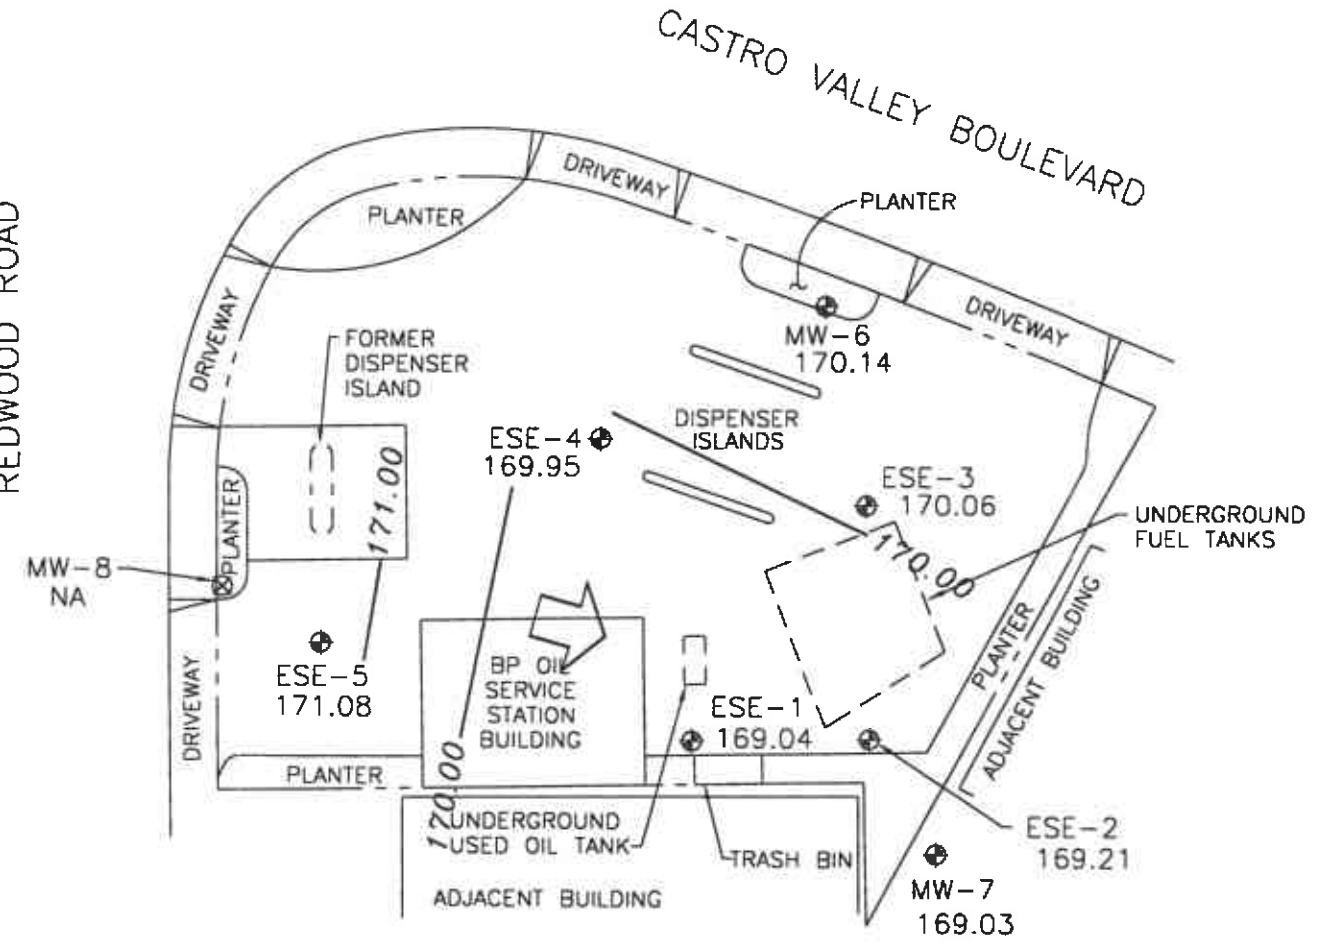 CASTRO VALLEY BOULEVARD
REDWOOD ROAD
DRIVEWAY
PLANTER
PLANTER
DRIVEWAY
DRIVEWAY
MW-6
170.14
FORMER
DISPENSER
ISLAND
DISPENSER
ISLANDS
ESE-4
169.95
171.00
ESE-3
170.06
UNDERGROUND
FUEL TANKS
170.00
PLANTER
MW-8
NA
ESE-5
171.08
BP OIL
SERVICE
STATION
BUILDING
ESE-1
169.04
PLANTER
ADJACENT BUILDING
DRIVEWAY
PLANTER
170.00
UNDERGROUND
USED OIL TANK
TRASH BIN
ESE-2
169.21
MW-7
169.03
ADJACENT BUILDING